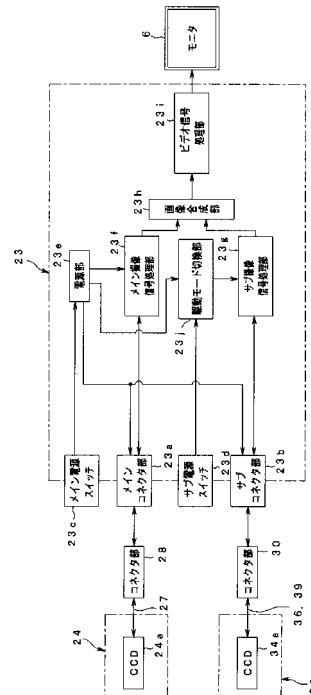 23
23e
電源部
メイン電源
スイッチ
23c
メイン
コネクタ部
23a
メイン撮像
信号処理部
23f
駆動モード切換部
23j
サブ電源
スイッチ
23d
サブ
コネクタ部
23b
サブ撮像
信号処理部
23g
画像合成部
23h
ビデオ信号
処理部
23i
モニタ
6
24
CCD
24a
27
コネクタ部
28
CCD
34a
36, 39
コネクタ部
30